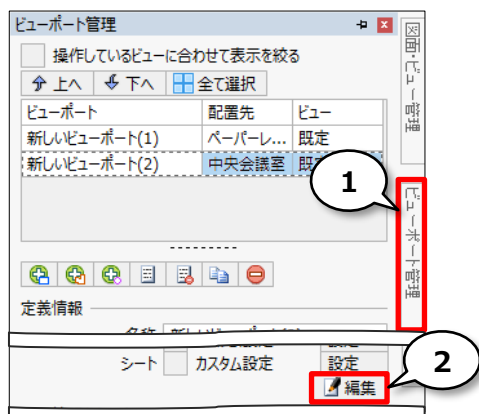 ビューポート管理
操作しているビューに合わせて表示を絞る
上へ 下へ 全て選択
ビューポート 配置先 ビュー
新しいビューポート(1) ペーパーレ... 既定
新しいビューポート(2) 中央会議室
定義情報
シート カスタム設定 設定
編集
図面・ビュー管理
ビューポート管理
1
2